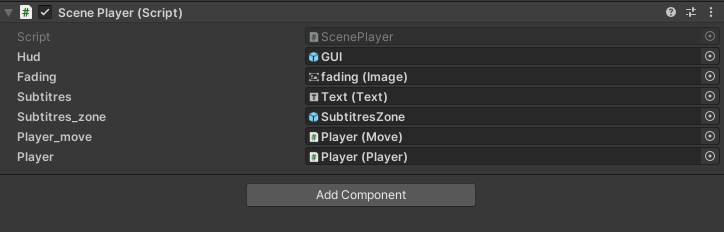 Scene Player (Script)
Script ScenePlayer
Hud GUI
Fading fading (Image)
Subtitres Text (Text)
Subtitres_zone SubtitresZone
Player_move Player (Move)
Player Player (Player)
Add Component